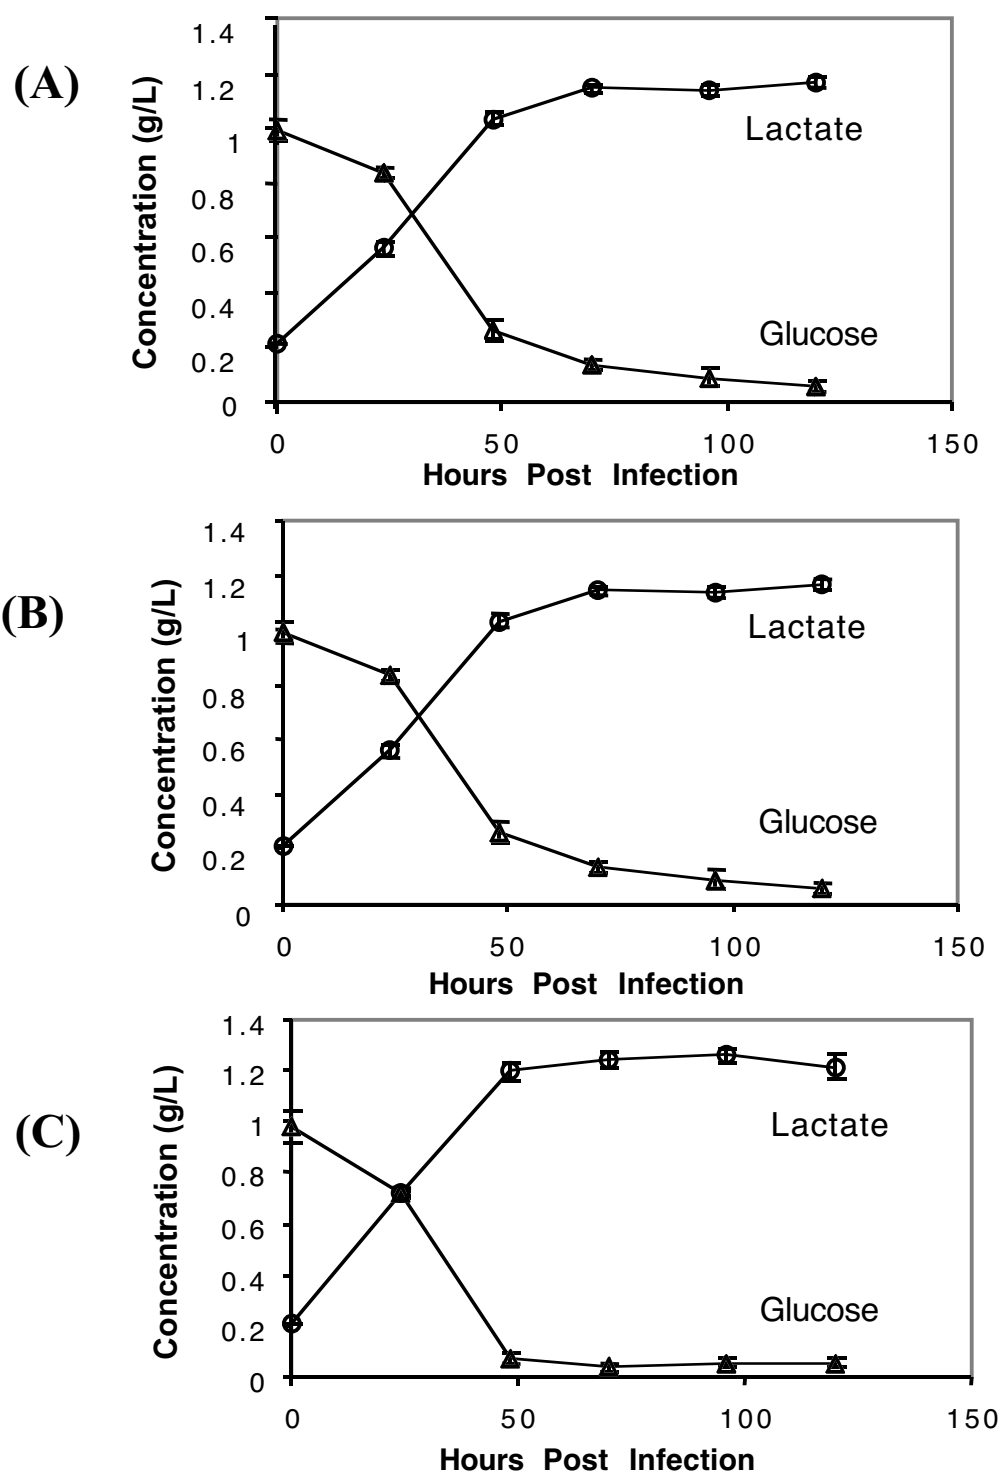 (A)
Concentration (g/L)
1.4
1.2
1
0.8
0.6
0.4
0.2
0
Lactate
Glucose
0 50 100 150
Hours Post Infection
(B)
Concentration (g/L)
1.4
1.2
1
0.8
0.6
0.4
0.2
0
Lactate
Glucose
0 50 100 150
Hours Post Infection
(C)
Concentration (g/L)
1.4
1.2
1
0.8
0.6
0.4
0.2
0
Lactate
Glucose
0 50 100 150
Hours Post Infection